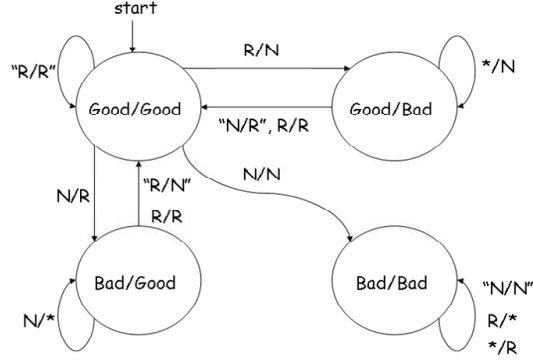 start
R/N
“R/R”
*/N
Good/Good
Good/Bad
“N/R”, R/R
N/N
“R/N”
N/R
R/R
Bad/Good
Bad/Bad
“N/N”
N/*
R/*
*/R